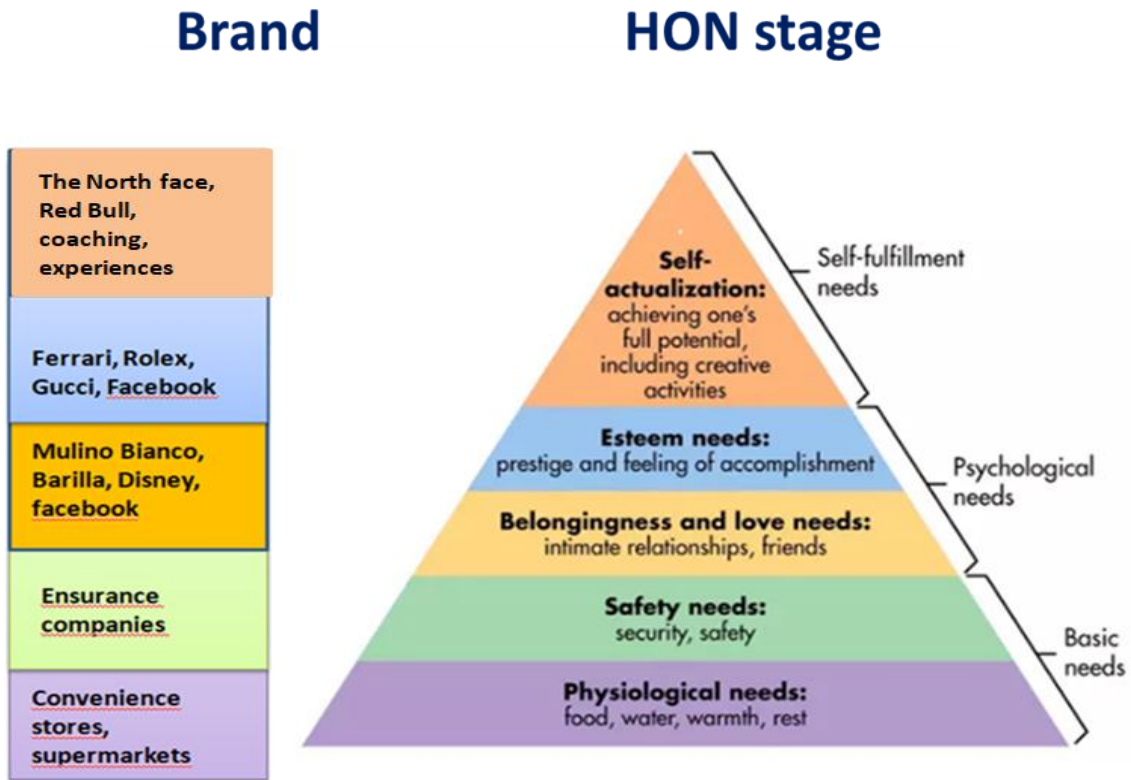 Brand
HON stage
The North face,
Red Bull,
coaching,
experiences
Ferrari, Rolex,
Gucci, Facebook
Mulino Bianco,
Barilla, Disney,
facebook
Ensurance
companies
Convenience
stores,
supermarkets
Self-
actualization:
achieving one's
full potential,
including creative
activities
Esteem needs:
prestige and feeling of accomplishment
Belongingness and love needs:
intimate relationships, friends
Safety needs:
security, safety
Physiological needs:
food, water, warmth, rest
Self-fulfillment
needs
Psychological
needs
Basic
needs